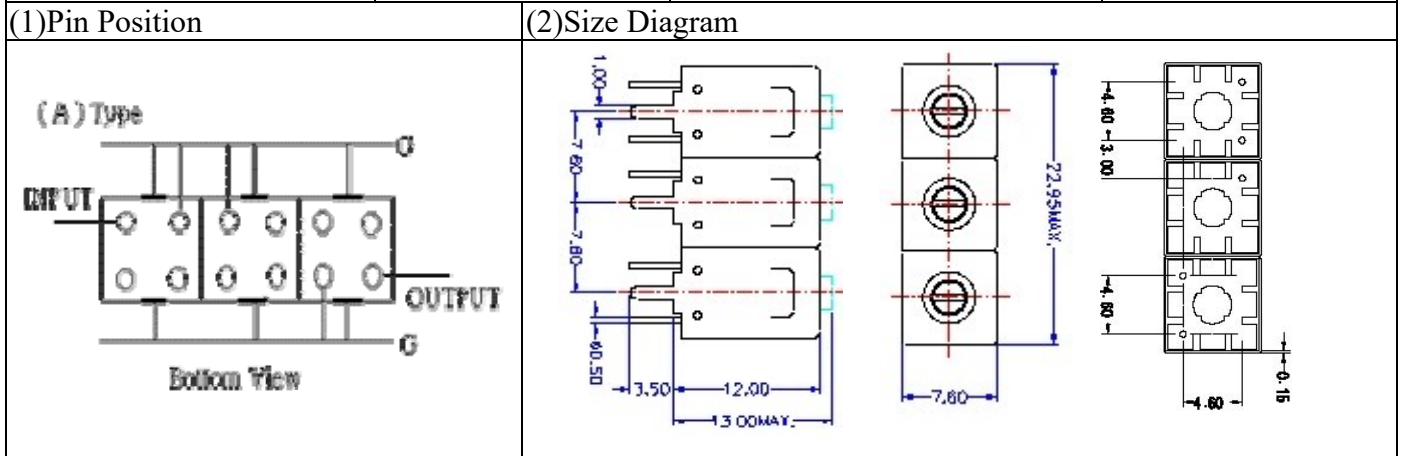 (1)Pin Position
(2)Size Diagram
(A) Type
G
INPUT
OUTPUT
G
Bottom View
1.00
7.60
7.60
ϕ0.50
3.50
12.00
13.00MAX.
22.95MAX.
7.60
4.60
3.00
4.60
4.60
0.15